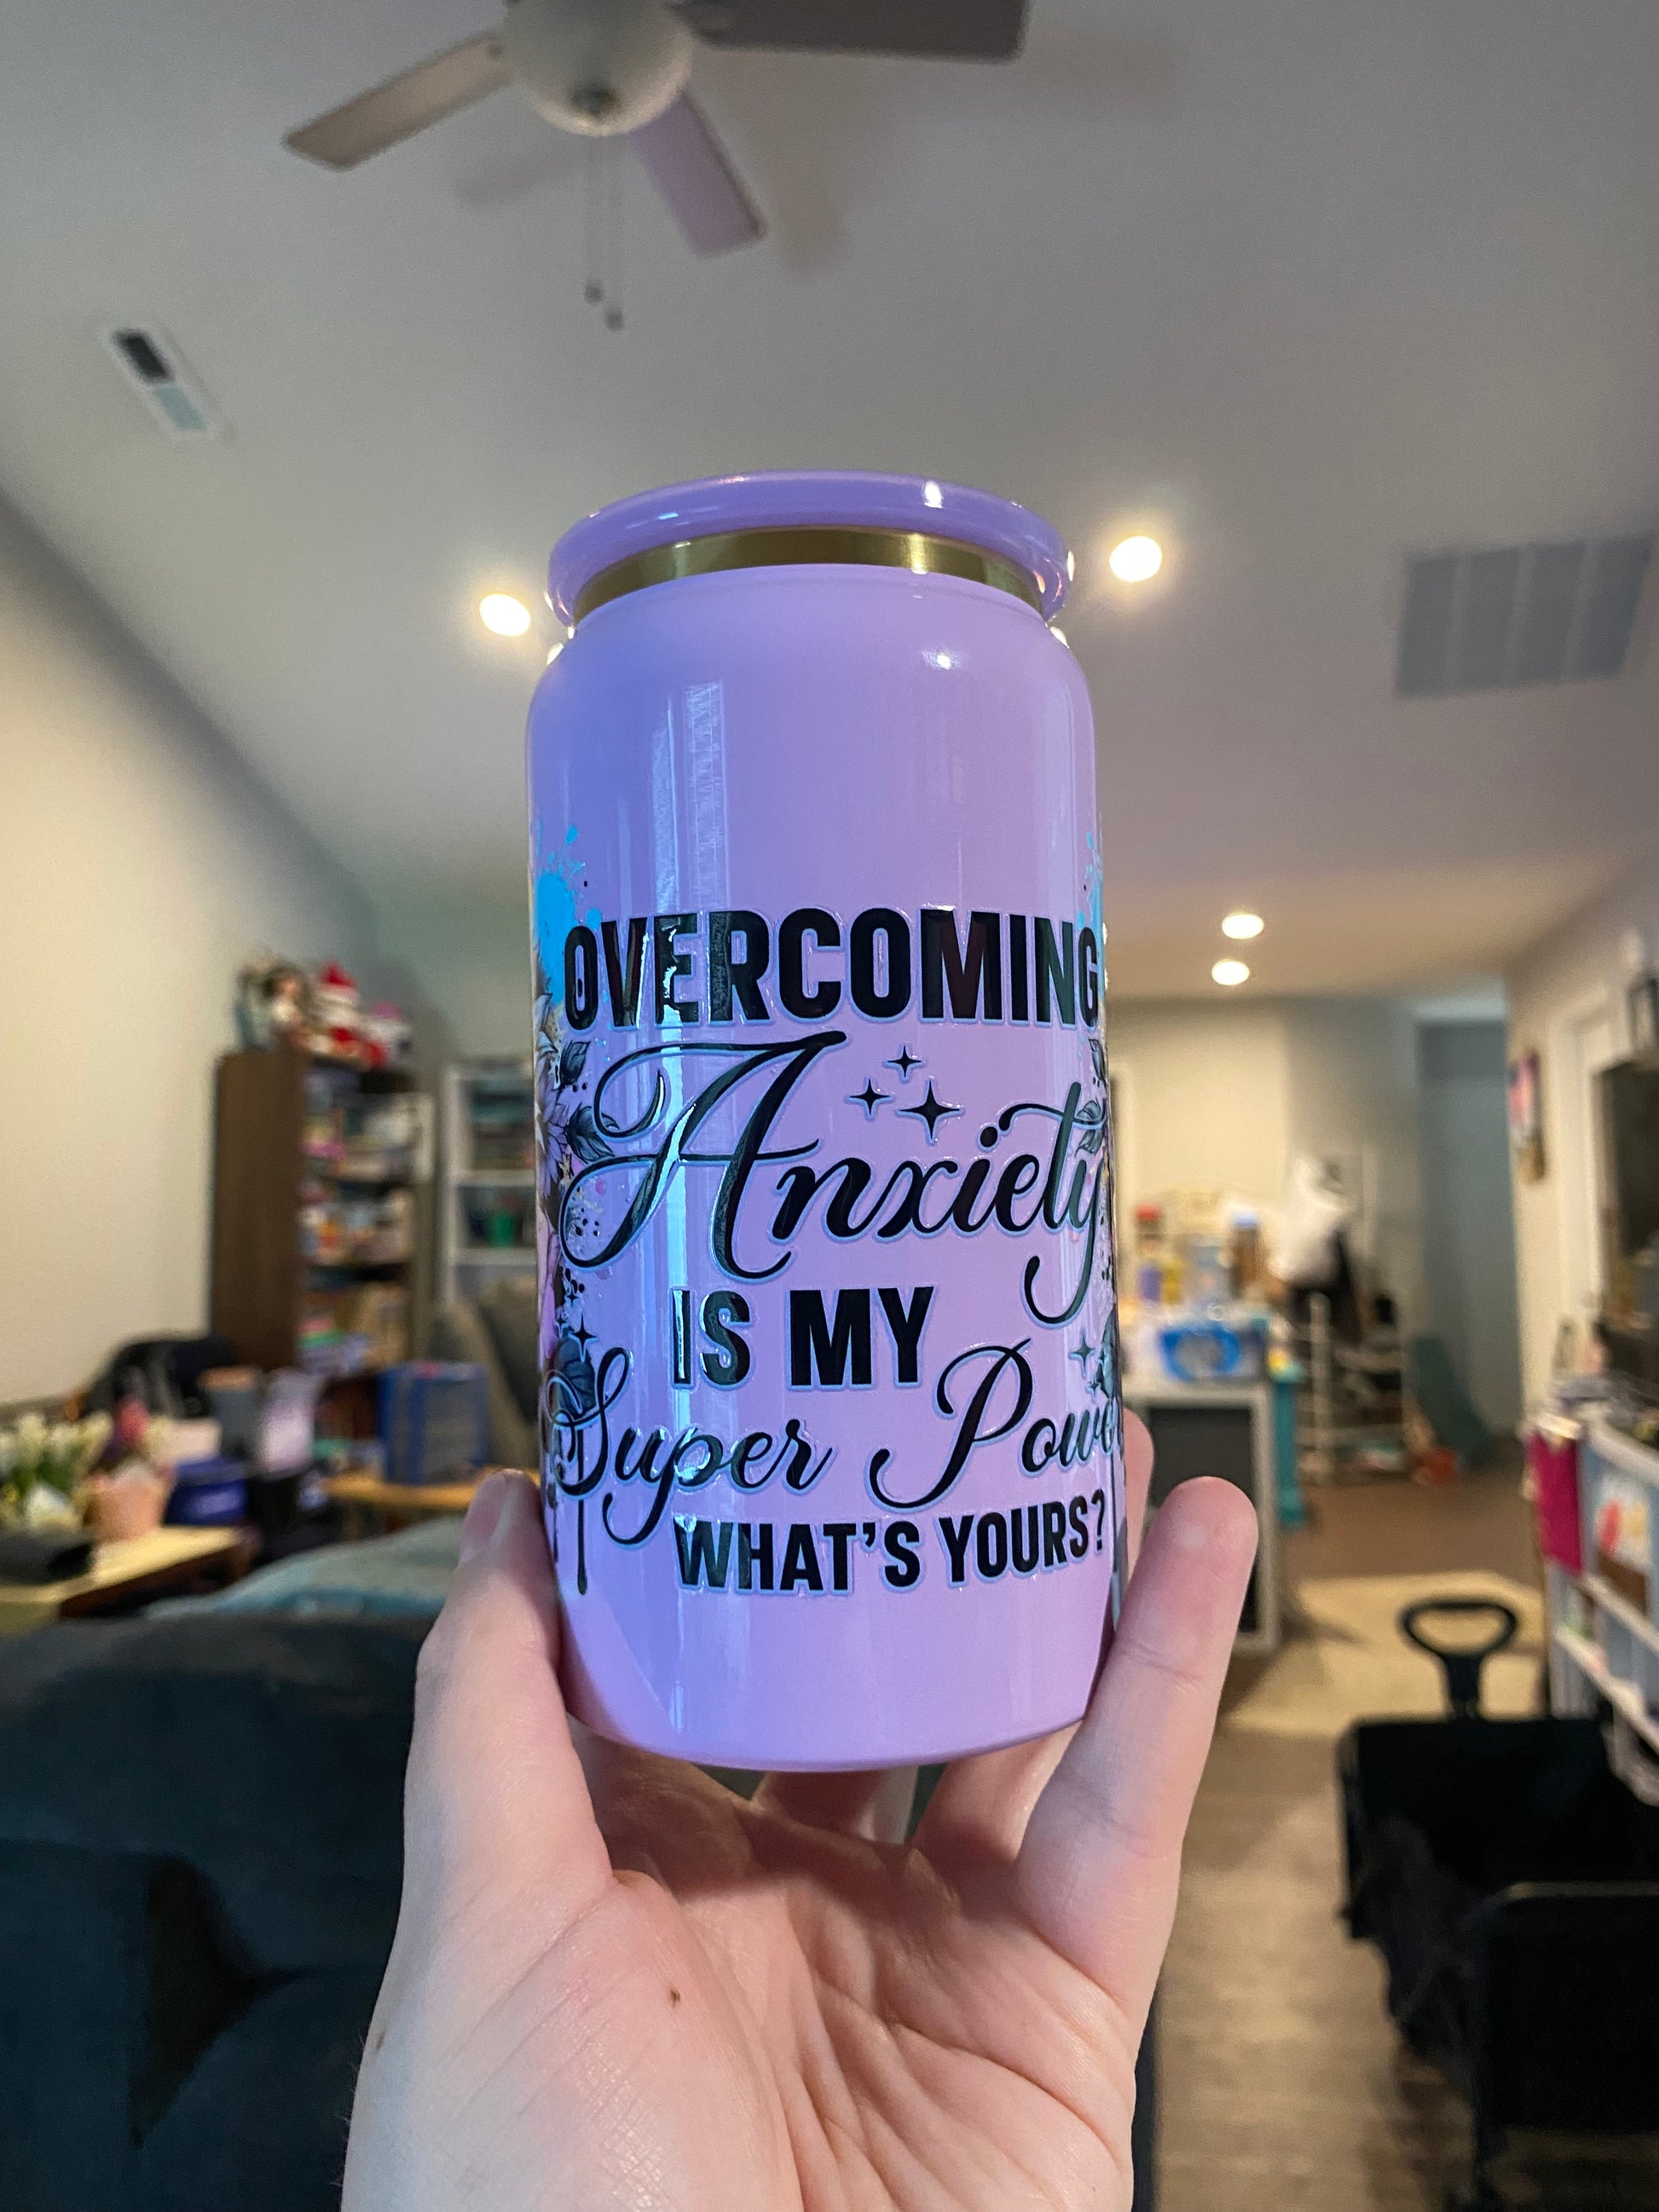 OVERCOMING
Anxiety
IS MY
Super Power
WHAT'S YOURS?